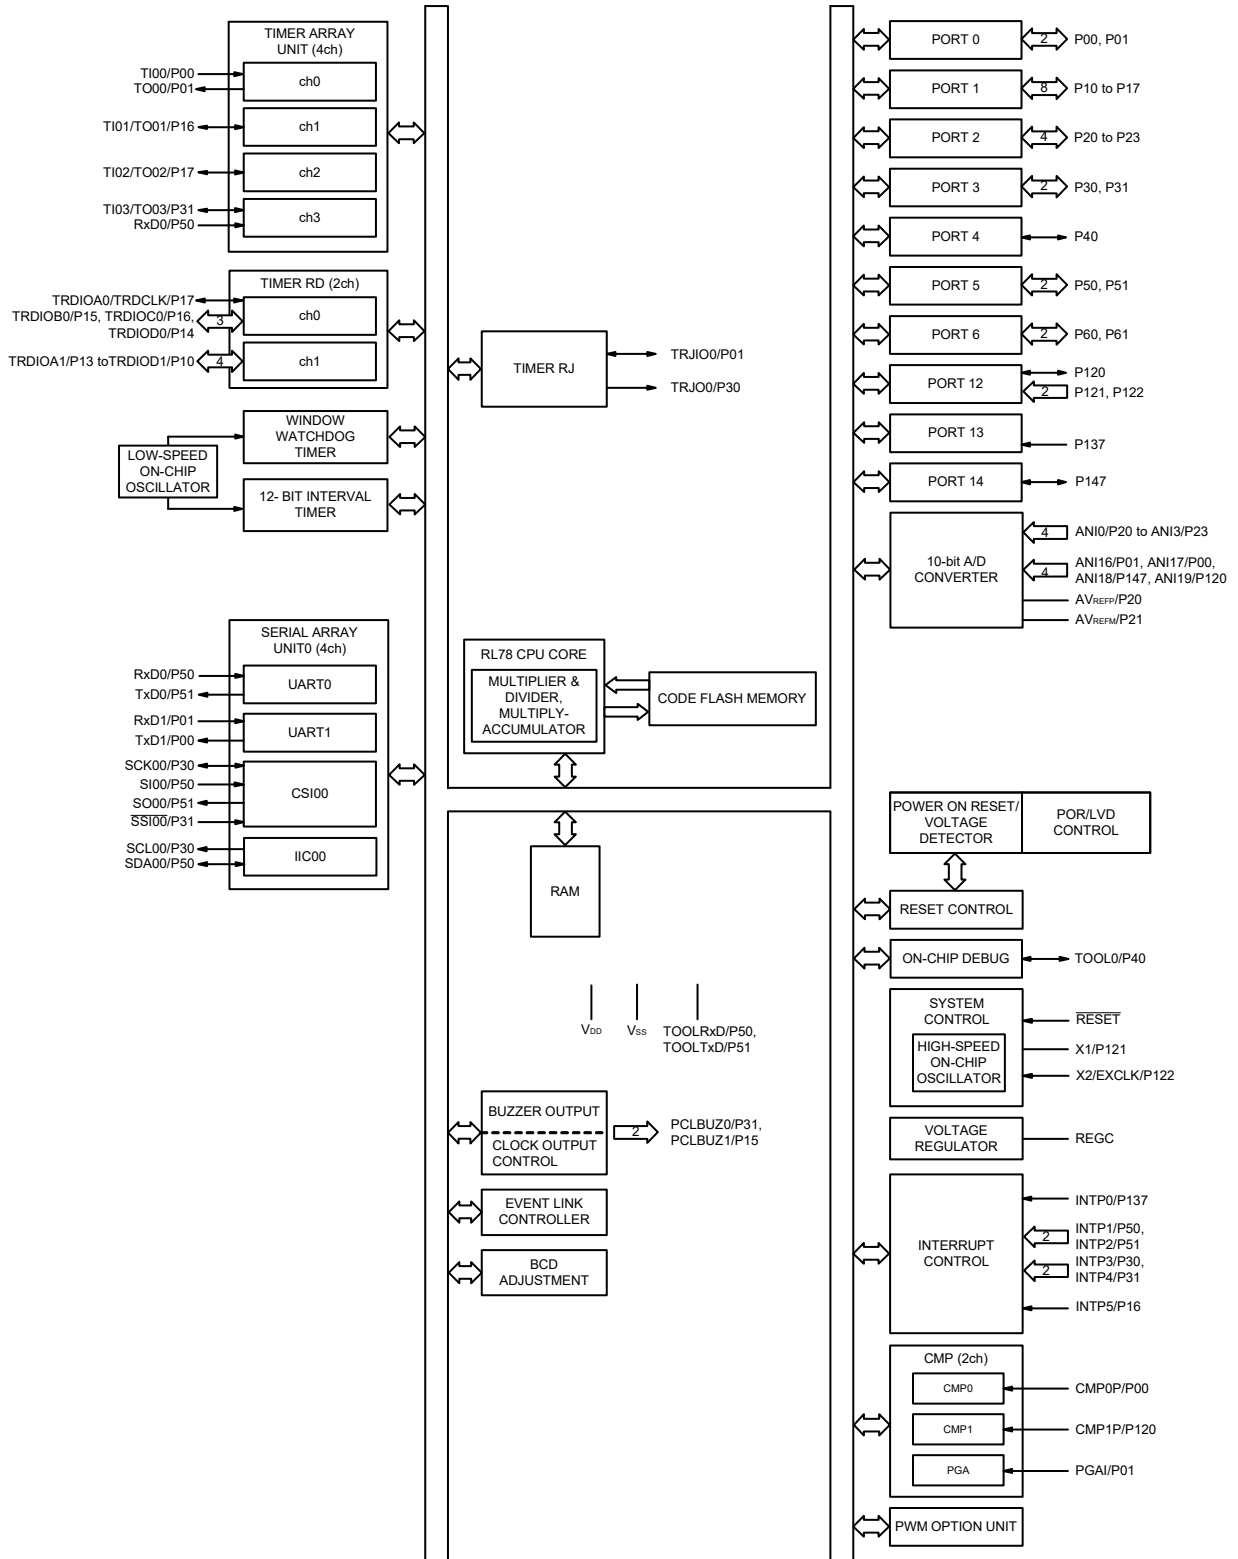 TIMER ARRAY
UNIT (4ch)
TI00/P00
TO00/P01
ch0
TI01/TO01/P16
ch1
TI02/TO02/P17
ch2
TI03/TO03/P31
RxD0/P50
ch3
TIMER RD (2ch)
TRDIOA0/TRDCLK/P17
TRDIOB0/P15, TRDIOC0/P16,
TRDIOD0/P14
3
ch0
TRDIOA1/P13 toTRDIOD1/P10
4
ch1
WINDOW
WATCHDOG
TIMER
LOW-SPEED
ON-CHIP
OSCILLATOR
12- BIT INTERVAL
TIMER
SERIAL ARRAY
UNIT0 (4ch)
RxD0/P50
TxD0/P51
UART0
RxD1/P01
TxD1/P00
UART1
SCK00/P30
SI00/P50
SO00/P51
SSI00/P31
CSI00
SCL00/P30
SDA00/P50
IIC00
TIMER RJ
TRJIO0/P01
TRJO0/P30
RL78 CPU CORE
MULTIPLIER &
DIVIDER,
MULTIPLY-
ACCUMULATOR
CODE FLASH MEMORY
RAM
VDD
VSS
TOOLRxD/P50,
TOOLTxD/P51
BUZZER OUTPUT
CLOCK OUTPUT
CONTROL
2
PCLBUZ0/P31,
PCLBUZ1/P15
EVENT LINK
CONTROLLER
BCD
ADJUSTMENT
PORT 0
2
P00, P01
PORT 1
8
P10 to P17
PORT 2
4
P20 to P23
PORT 3
2
P30, P31
PORT 4
P40
PORT 5
2
P50, P51
PORT 6
2
P60, P61
PORT 12
P120
2
P121, P122
PORT 13
P137
PORT 14
P147
10-bit A/D
CONVERTER
4
ANI0/P20 to ANI3/P23
4
ANI16/P01, ANI17/P00,
ANI18/P147, ANI19/P120
AVREFP/P20
AVREFM/P21
POWER ON RESET/
VOLTAGE
DETECTOR
POR/LVD
CONTROL
RESET CONTROL
ON-CHIP DEBUG
TOOL0/P40
SYSTEM
CONTROL
HIGH-SPEED
ON-CHIP
OSCILLATOR
RESET
X1/P121
X2/EXCLK/P122
VOLTAGE
REGULATOR
REGC
INTERRUPT
CONTROL
INTP0/P137
2
INTP1/P50,
INTP2/P51
2
INTP3/P30,
INTP4/P31
INTP5/P16
CMP (2ch)
CMP0
CMP0P/P00
CMP1
CMP1P/P120
PGA
PGAI/P01
PWM OPTION UNIT